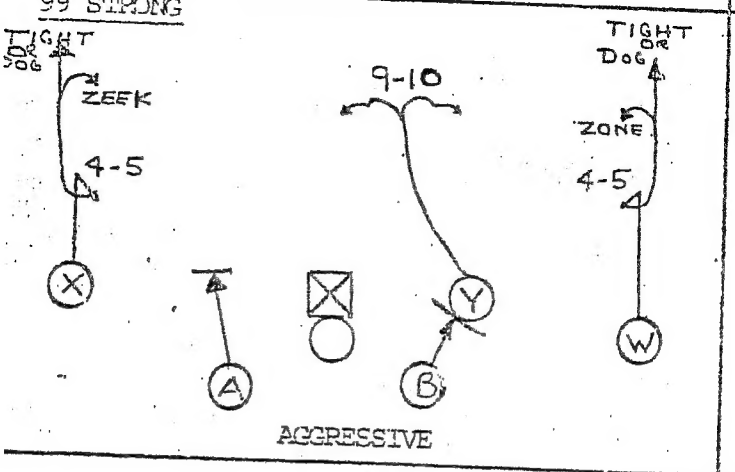 99 STRONG
TIGHT
OR
DOG
ZEEK
4-5
9-10
TIGHT
OR
DOG
ZONE
4-5
X
Y
W
A
B
AGGRESSIVE